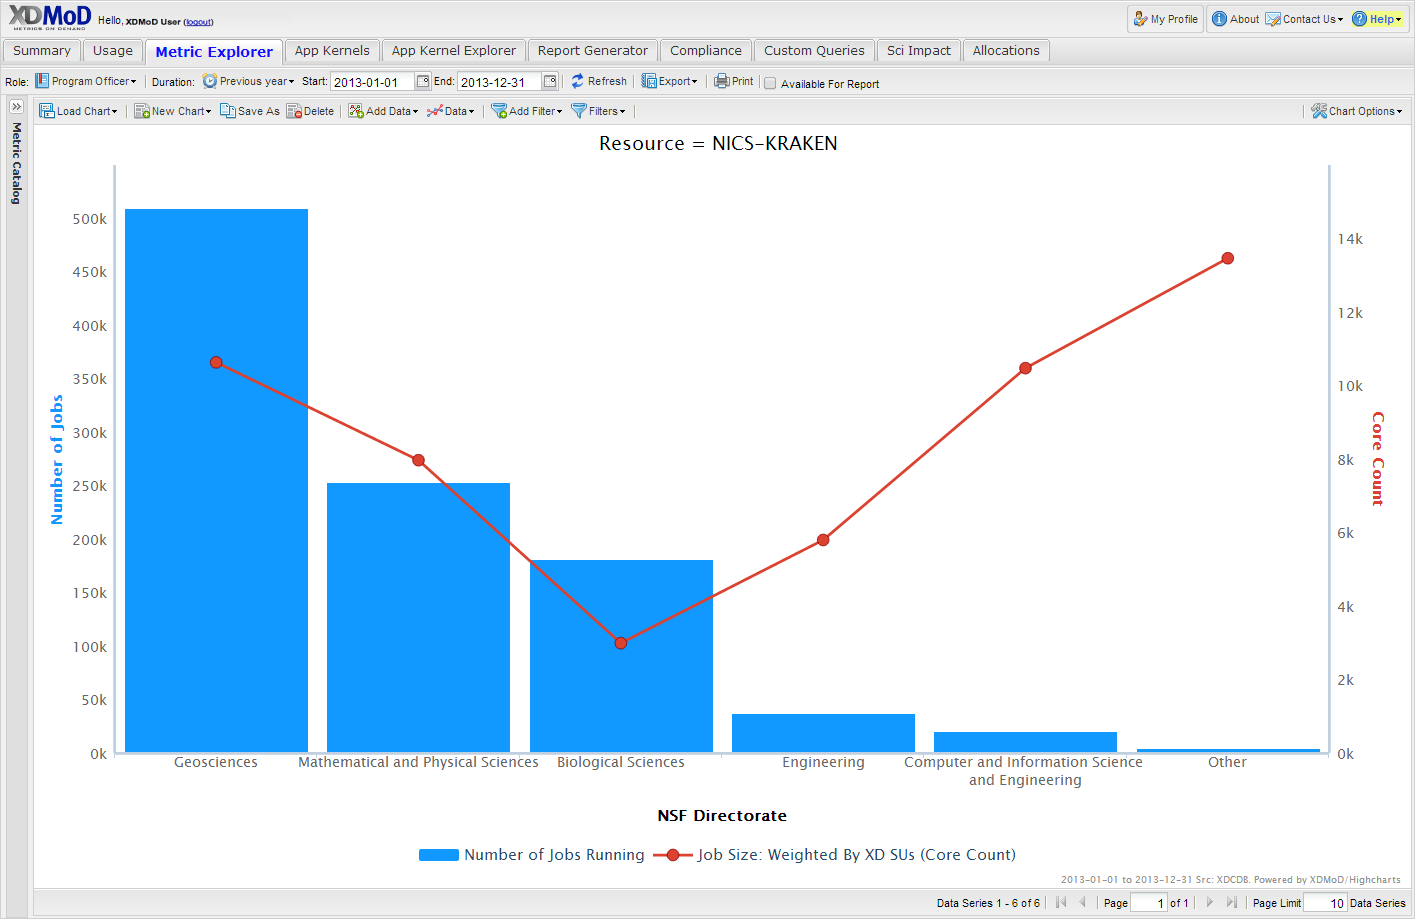 XDMoD Hello, XDMoD User (logout) My Profile About Contact Us Help
METRICS ON DEMAND
Summary Usage Metric Explorer App Kernels App Kernel Explorer Report Generator Compliance Custom Queries Sci Impact Allocations
Role: Program Officer Duration: Previous year Start: 2013-01-01 End: 2013-12-31 Refresh Export Print Available For Report
Load Chart New Chart Save As Delete Add Data Data Add Filter Filters Chart Options
Metric Catalog
Resource = NICS-KRAKEN
Number of Jobs
500k
450k
400k
350k
300k
250k
200k
150k
100k
50k
0k
14k
12k
10k
8k
6k
4k
2k
0k
Core Count
Geosciences Mathematical and Physical Sciences Biological Sciences Engineering Computer and Information Science Other
and Engineering
NSF Directorate
Number of Jobs Running Job Size: Weighted By XD SUs (Core Count)
2013-01-01 to 2013-12-31 Src: XDCDB. Powered by XDMoD/Highcharts
Data Series 1 - 6 of 6 Page 1 of 1 Page Limit 10 Data Series